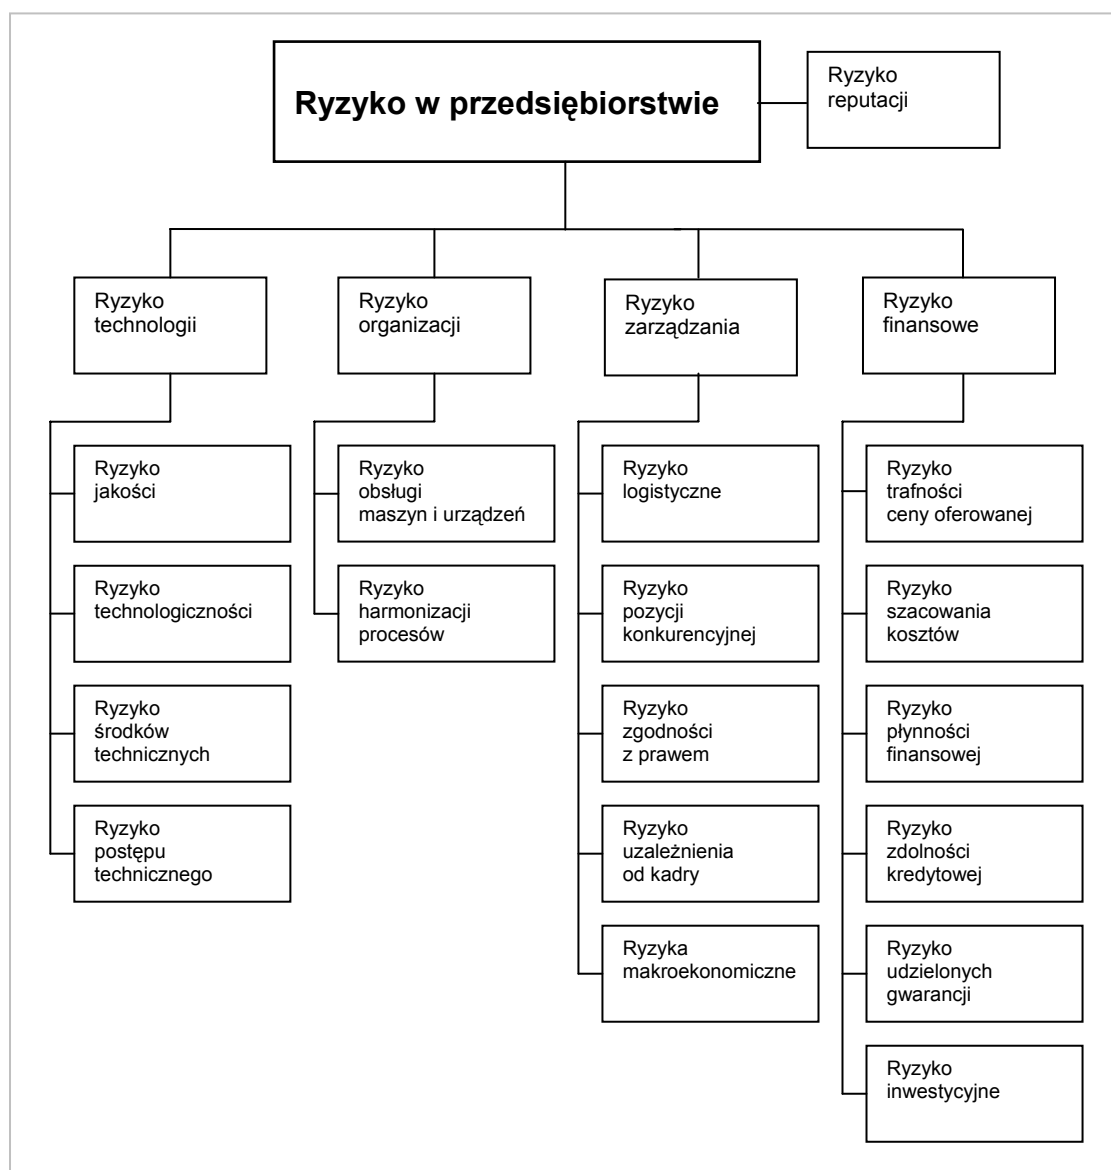 Ryzyko w przedsiębiorstwie
Ryzyko
reputacji
Ryzyko
technologii
Ryzyko
organizacji
Ryzyko
zarządzania
Ryzyko
finansowe
Ryzyko
jakości
Ryzyko
technologiczności
Ryzyko
środków
technicznych
Ryzyko
postępu
technicznego
Ryzyko
obsługi
maszyn i urządzeń
Ryzyko
harmonizacji
procesów
Ryzyko
logistyczne
Ryzyko
pozycji
konkurencyjnej
Ryzyko
zgodności
z prawem
Ryzyko
uzależnienia
od kadry
Ryzyka
makroekonomiczne
Ryzyko
trafności
ceny oferowanej
Ryzyko
szacowania
kosztów
Ryzyko
płynności
finansowej
Ryzyko
zdolności
kredytowej
Ryzyko
udzielonych
gwarancji
Ryzyko
inwestycyjne